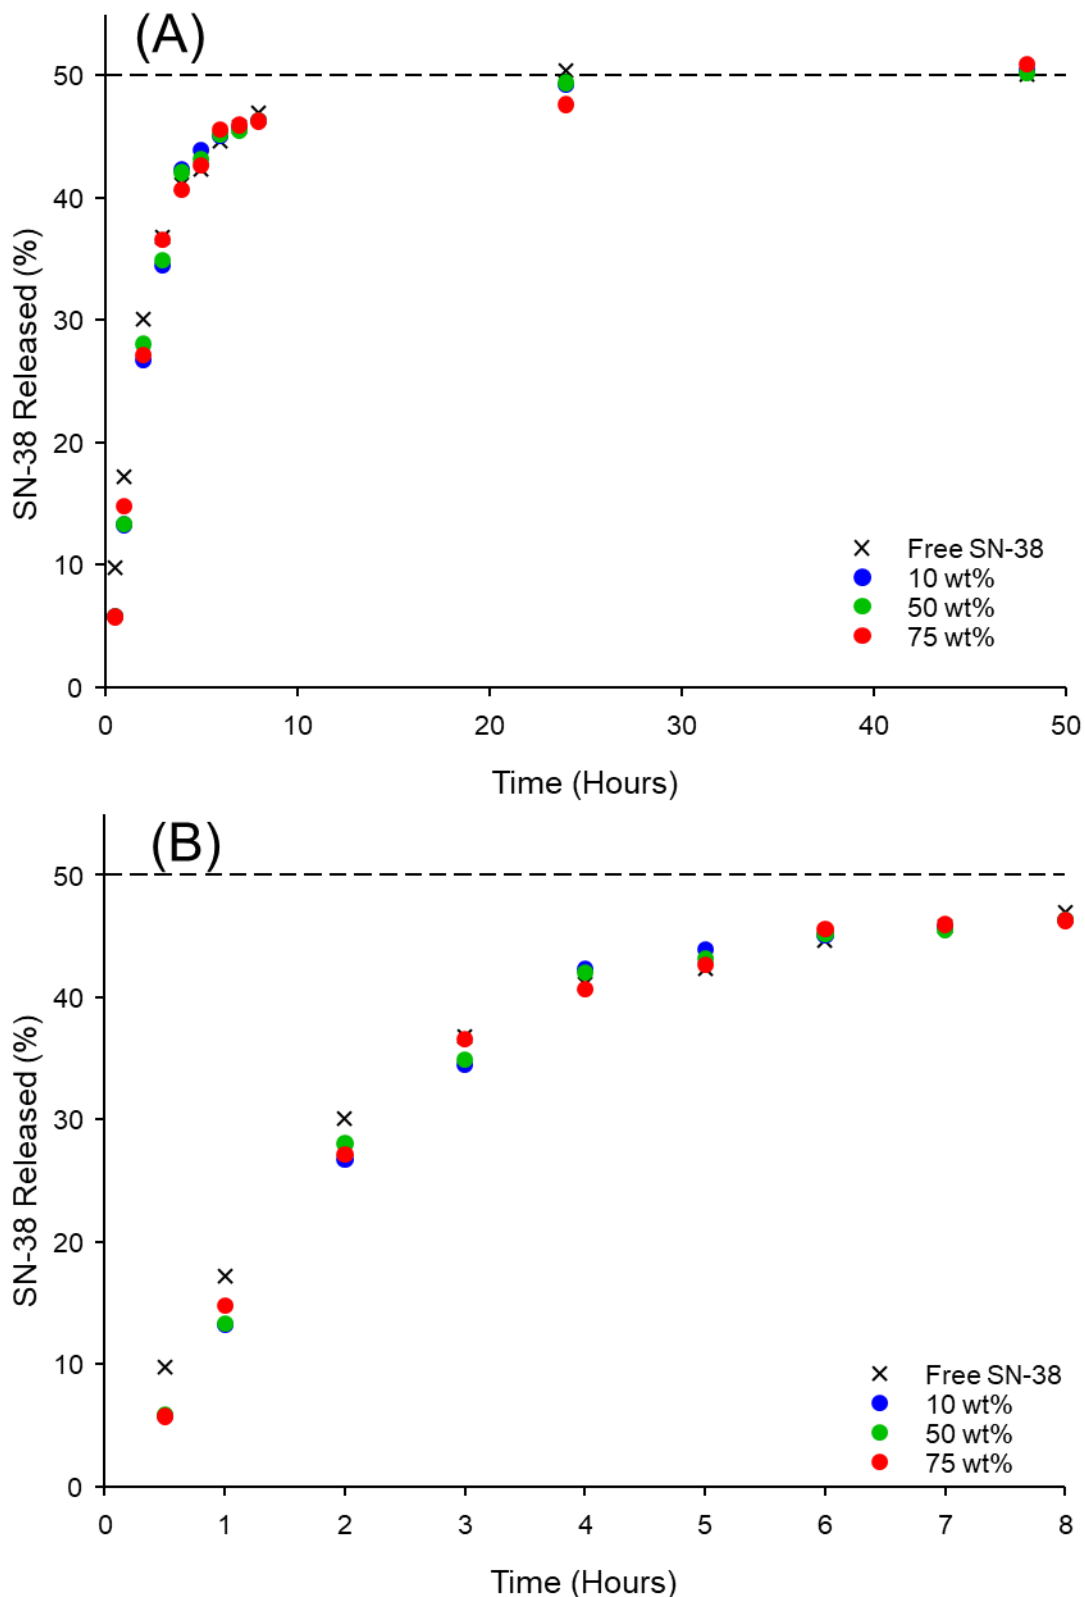 (A)
50
40
30
20
10
0
SN-38 Released (%)
Free SN-38
10 wt%
50 wt%
75 wt%
0 10 20 30 40 50
Time (Hours)
(B)
50
40
30
20
10
0
SN-38 Released (%)
Free SN-38
10 wt%
50 wt%
75 wt%
0 1 2 3 4 5 6 7 8
Time (Hours)